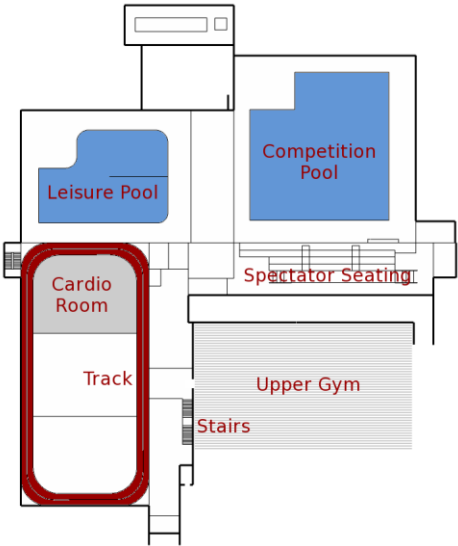 Competition
Pool
Leisure Pool
Spectator Seating
Cardio
Room
Track
Upper Gym
Stairs